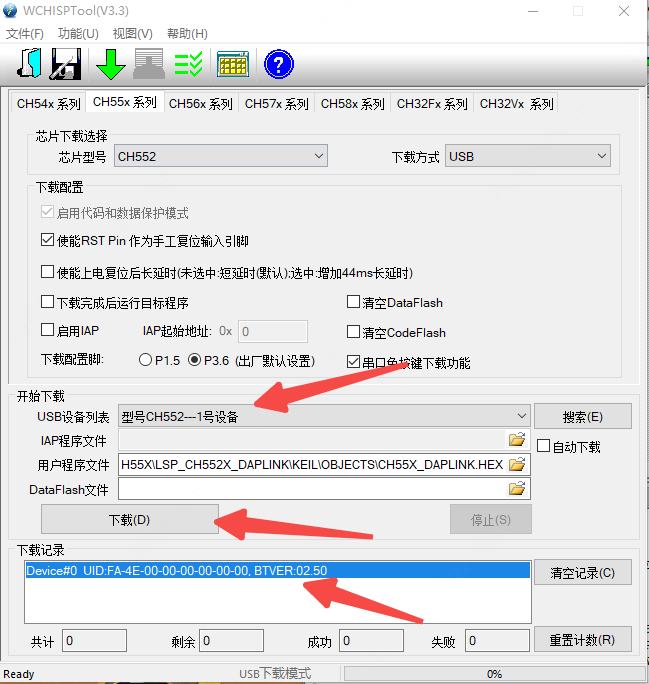 WCHISPTool(V3.3)
文件(F) 功能(U) 视图(V) 帮助(H)
CH54x 系列 CH55x 系列 CH56x 系列 CH57x 系列 CH58x 系列 CH32Fx 系列 CH32Vx 系列
芯片下载选择
芯片型号 CH552 下载方式 USB
下载配置
启用代码和数据保护模式
使能RST Pin 作为手工复位输入引脚
使能上电复位后长延时(未选中:短延时(默认);选中:增加44ms长延时)
下载完成后运行目标程序 清空DataFlash
启用IAP IAP起始地址: 0x 0 清空CodeFlash
下载配置脚: P1.5 P3.6 (出厂默认设置) 串口免按键下载功能
开始下载
USB设备列表 型号CH552---1号设备 搜索(E)
IAP程序文件 自动下载
用户程序文件 H55X\LSP_CH552X_DAPLINK\KEIL\OBJECTS\CH55X_DAPLINK.HEX
DataFlash文件
下载(D) 停止(S)
下载记录
Device#0 UID:FA-4E-00-00-00-00-00-00, BTVER:02.50 清空记录(C)
共计 0 剩余 0 成功 0 失败 0 重置计数(R)
Ready USB下载模式 0%